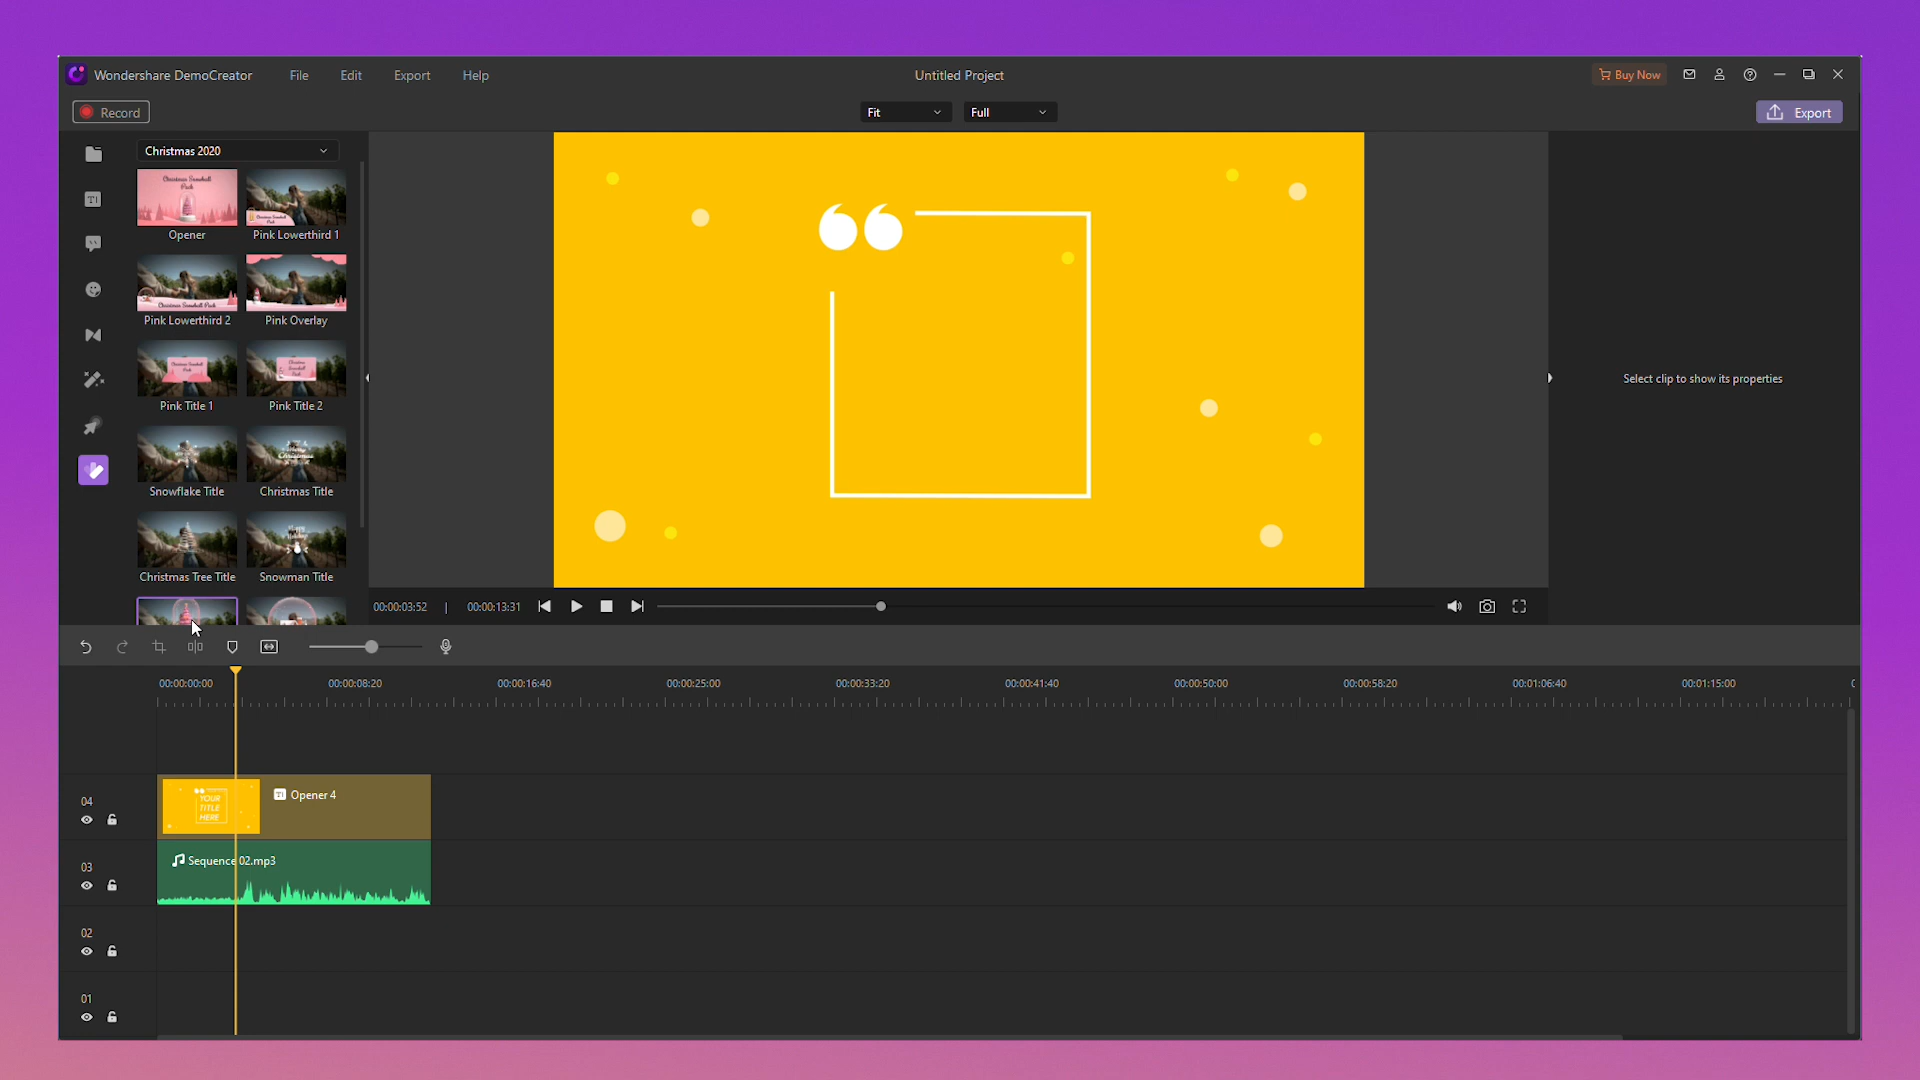 Wondershare DemoCreator
File
Edit
Export
Help
Untitled Project
Buy Now
Record
Fit
Full
Export
Christmas 2020
Opener
Pink Lowerthird 1
Pink Lowerthird 2
Pink Overlay
Pink Title 1
Pink Title 2
Snowflake Title
Christmas Title
Christmas Tree Title
Snowman Title
Select clip to show its properties
00:00:03:52 | 00:00:13:31
00:00:00:00
00:00:08:20
00:00:16:40
00:00:25:00
00:00:33:20
00:00:41:40
00:00:50:00
00:00:58:20
00:01:06:40
00:01:15:00
04
YOUR
TITLE
HERE
Opener 4
03
Sequence 02.mp3
02
01